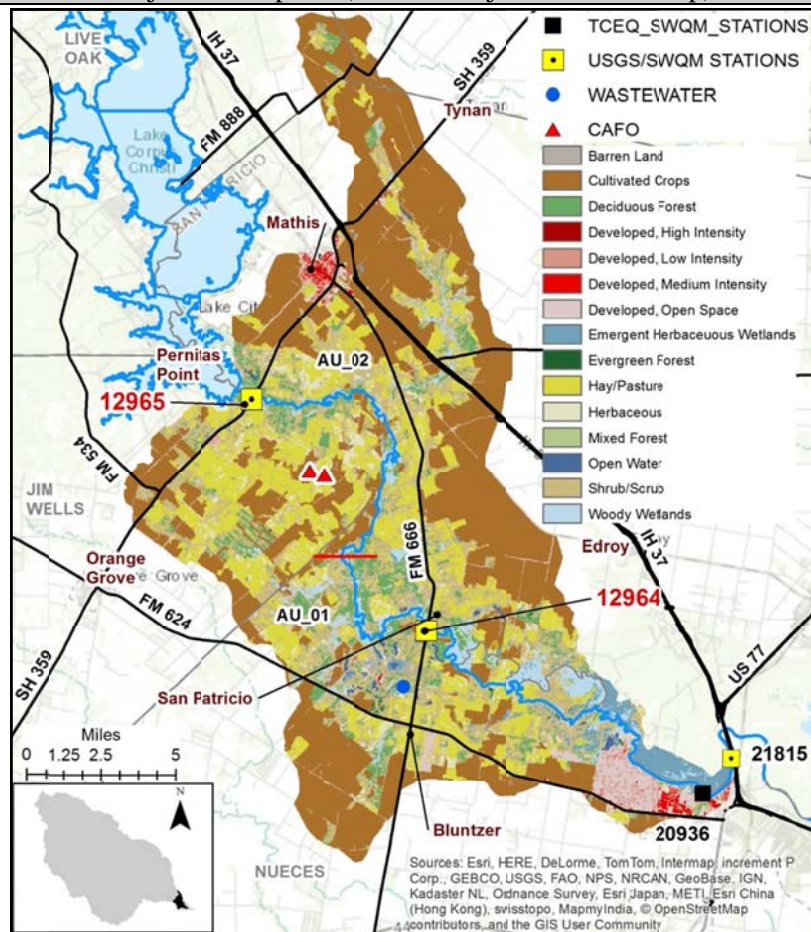 LIVE
OAK
IH 37
SH 359
Tynan
FM 888
Lake
Corpus
Christi
SAN PATRICIO
Mathis
Lake City
Pernitas
Point
AU_02
12965
FM 534
JIM
WELLS
FM 666
Orange
Grove
Grove
FM 624
AU_01
SH 359
San Patricio
Edroy
IH 37
12964
US 77
21815
20936
Bluntzer
NUECES
TCEQ_SWQM_STATIONS
USGS/SWQM STATIONS
WASTEWATER
CAFO
Barren Land
Cultivated Crops
Deciduous Forest
Developed, High Intensity
Developed, Low Intensity
Developed, Medium Intensity
Developed, Open Space
Emergent Herbaceuous Wetlands
Evergreen Forest
Hay/Pasture
Herbaceous
Mixed Forest
Open Water
Shrub/Scrub
Woody Wetlands
Miles
0 1.25 2.5 5
N
Sources: Esri, HERE, DeLorme, TomTom, Intermap, increment P
Corp., GEBCO, USGS, FAO, NPS, NRCAN, GeoBase, IGN,
Kadaster NL, Ordnance Survey, Esri Japan, METI, Esri China
(Hong Kong), swisstopo, MapmyIndia, © OpenStreetMap
contributors, and the GIS User Community